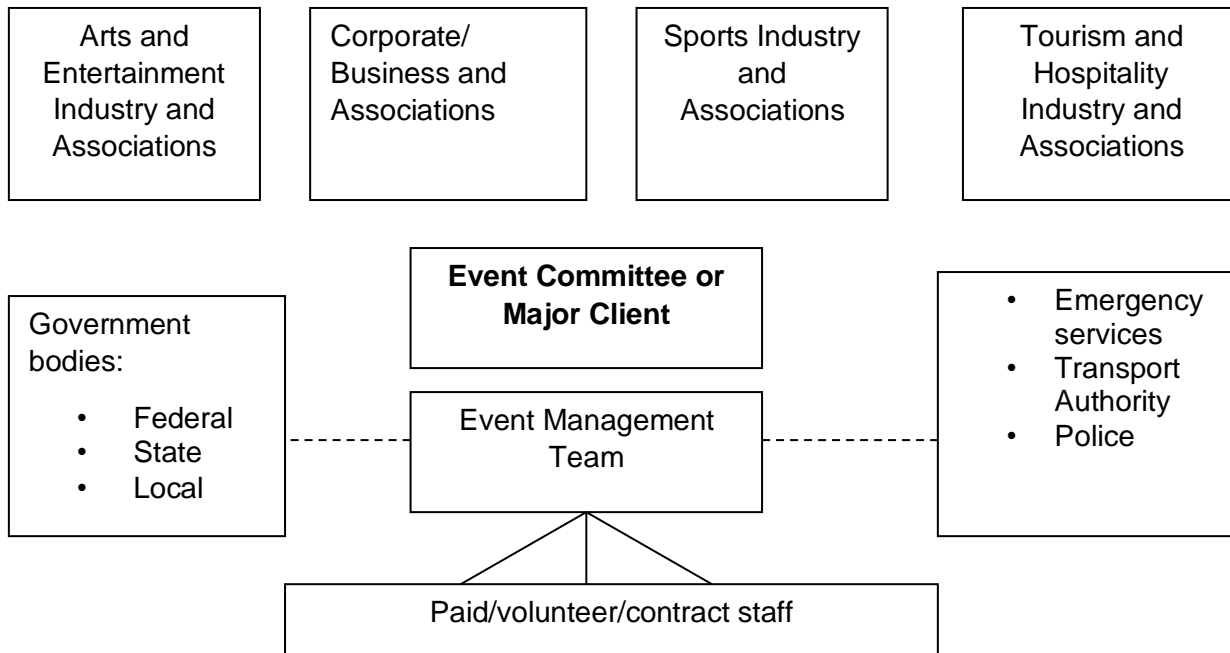 Arts and
Entertainment
Industry and
Associations
Corporate/
Business and
Associations
Sports Industry
and
Associations
Tourism and
Hospitality
Industry and
Associations
Event Committee or
Major Client
Government
bodies:
• Federal
• State
• Local
Event Management
Team
• Emergency
services
• Transport
Authority
• Police
Paid/volunteer/contract staff